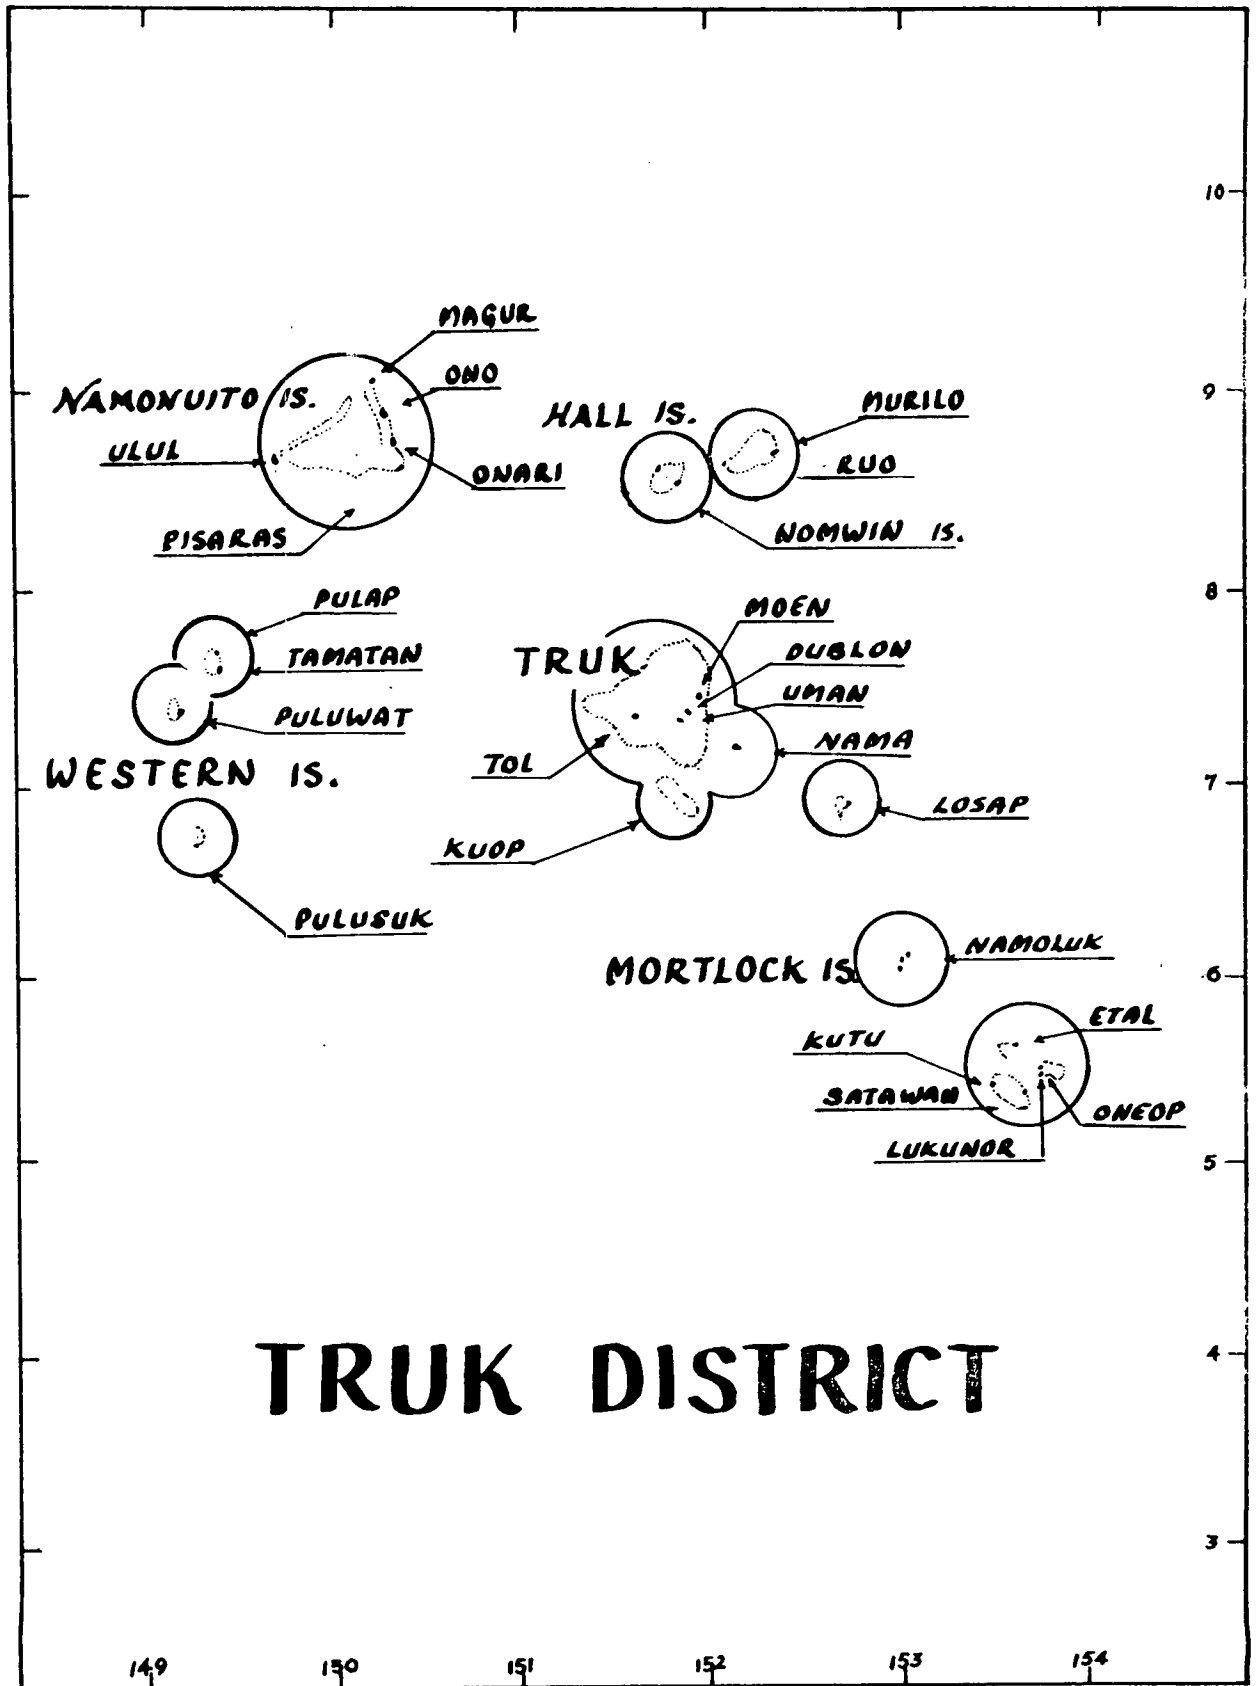 10
MAGUR
ONO
NAMONUITO IS.
9
MURILO
HALL IS.
ULUL
RUO
ONARI
PISARAS
NOMWIN IS.
PULAP
8
MOEN
TAMATAN
TRUK
DUBLON
UMAN
PULUWAT
NAMA
TOL
WESTERN IS.
7
LOSAP
KUOP
PULUSUK
NAMOLUK
MORTLOCK IS.
6
ETAL
KUTU
SATAWAN
ONEOP
LUKUNOR
5
TRUK DISTRICT
4
3
149 150 151 152 153 154